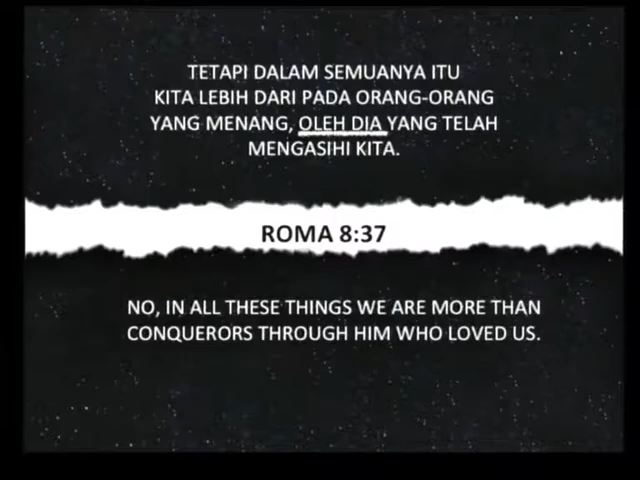 TETAPI DALAM SEMUANYA ITU
KITA LEBIH DARI PADA ORANG-ORANG
YANG MENANG, OLEH DIA YANG TELAH
MENGASIHI KITA.
ROMA 8:37
NO, IN ALL THESE THINGS WE ARE MORE THAN
CONQUERORS THROUGH HIM WHO LOVED US.